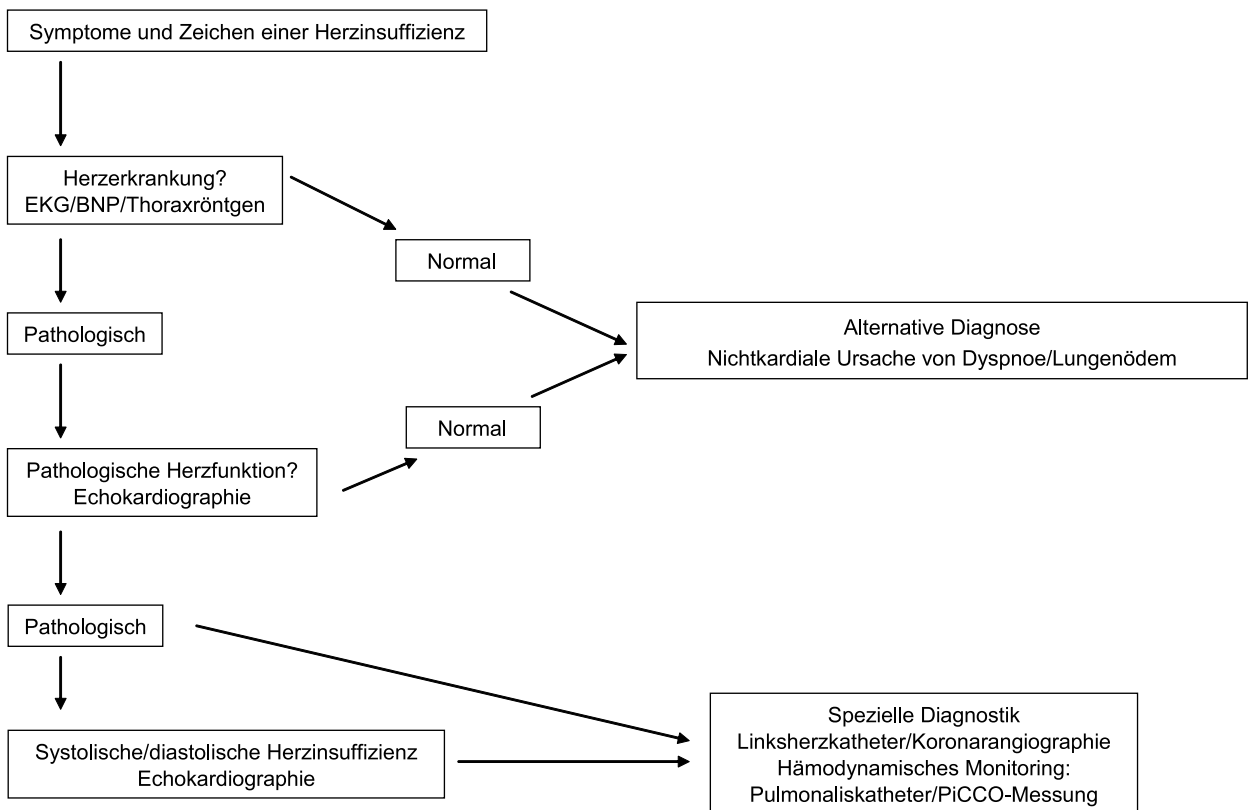 Symptome und Zeichen einer Herzinsuffizienz
Herzerkrankung?
EKG/BNP/Thoraxröntgen
Normal
Pathologisch
Alternative Diagnose
Nichtkardiale Ursache von Dyspnoe/Lungenödem
Normal
Pathologische Herzfunktion?
Echokardiographie
Pathologisch
Systolische/diastolische Herzinsuffizienz
Echokardiographie
Spezielle Diagnostik
Linksherzkatheter/Koronarangiographie
Hämodynamisches Monitoring:
Pulmonaliskatheter/PiCCO-Messung